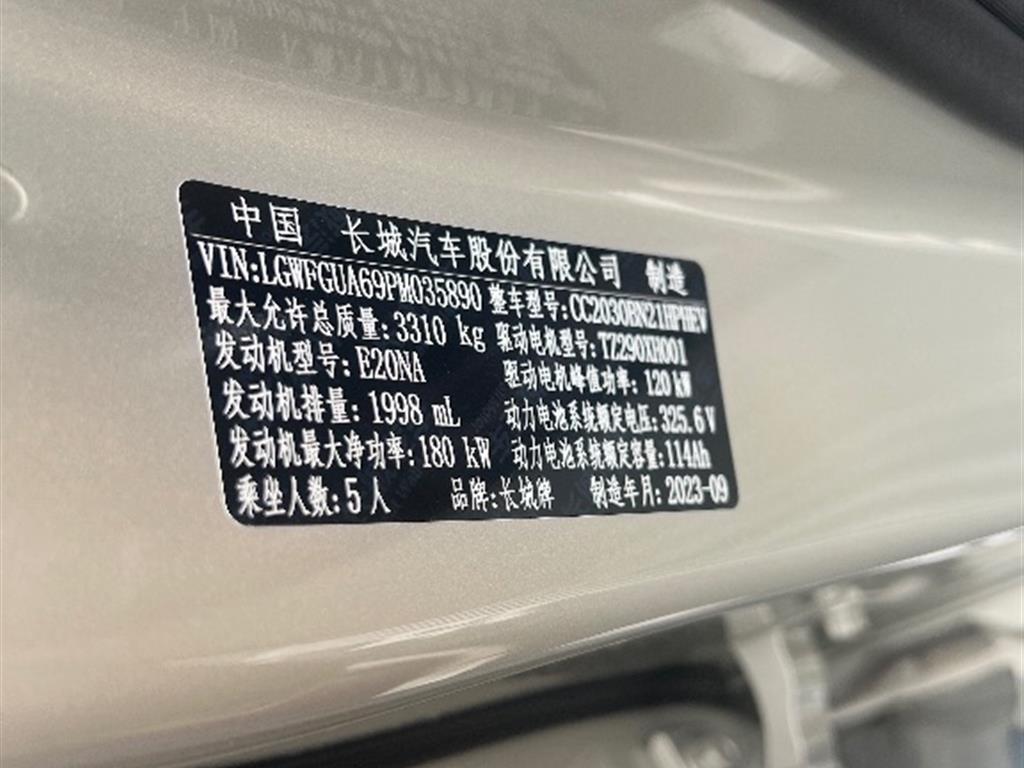 中国 长城汽车股份有限公司 制造
VIN:LGWFGUA69PM035890 整车型号:CC2030BN21HPHEV
最大允许总质量:3310 kg 驱动电机型号:TZ290XH001
发动机型号:E20NA 驱动电机峰值功率:120 kW
发动机排量:1998 mL 动力电池系统额定电压:325.6 V
发动机最大净功率:180 kW 动力电池系统额定容量:114Ah
乘坐人数:5 人 品牌:长城牌 制造年月:2023-09